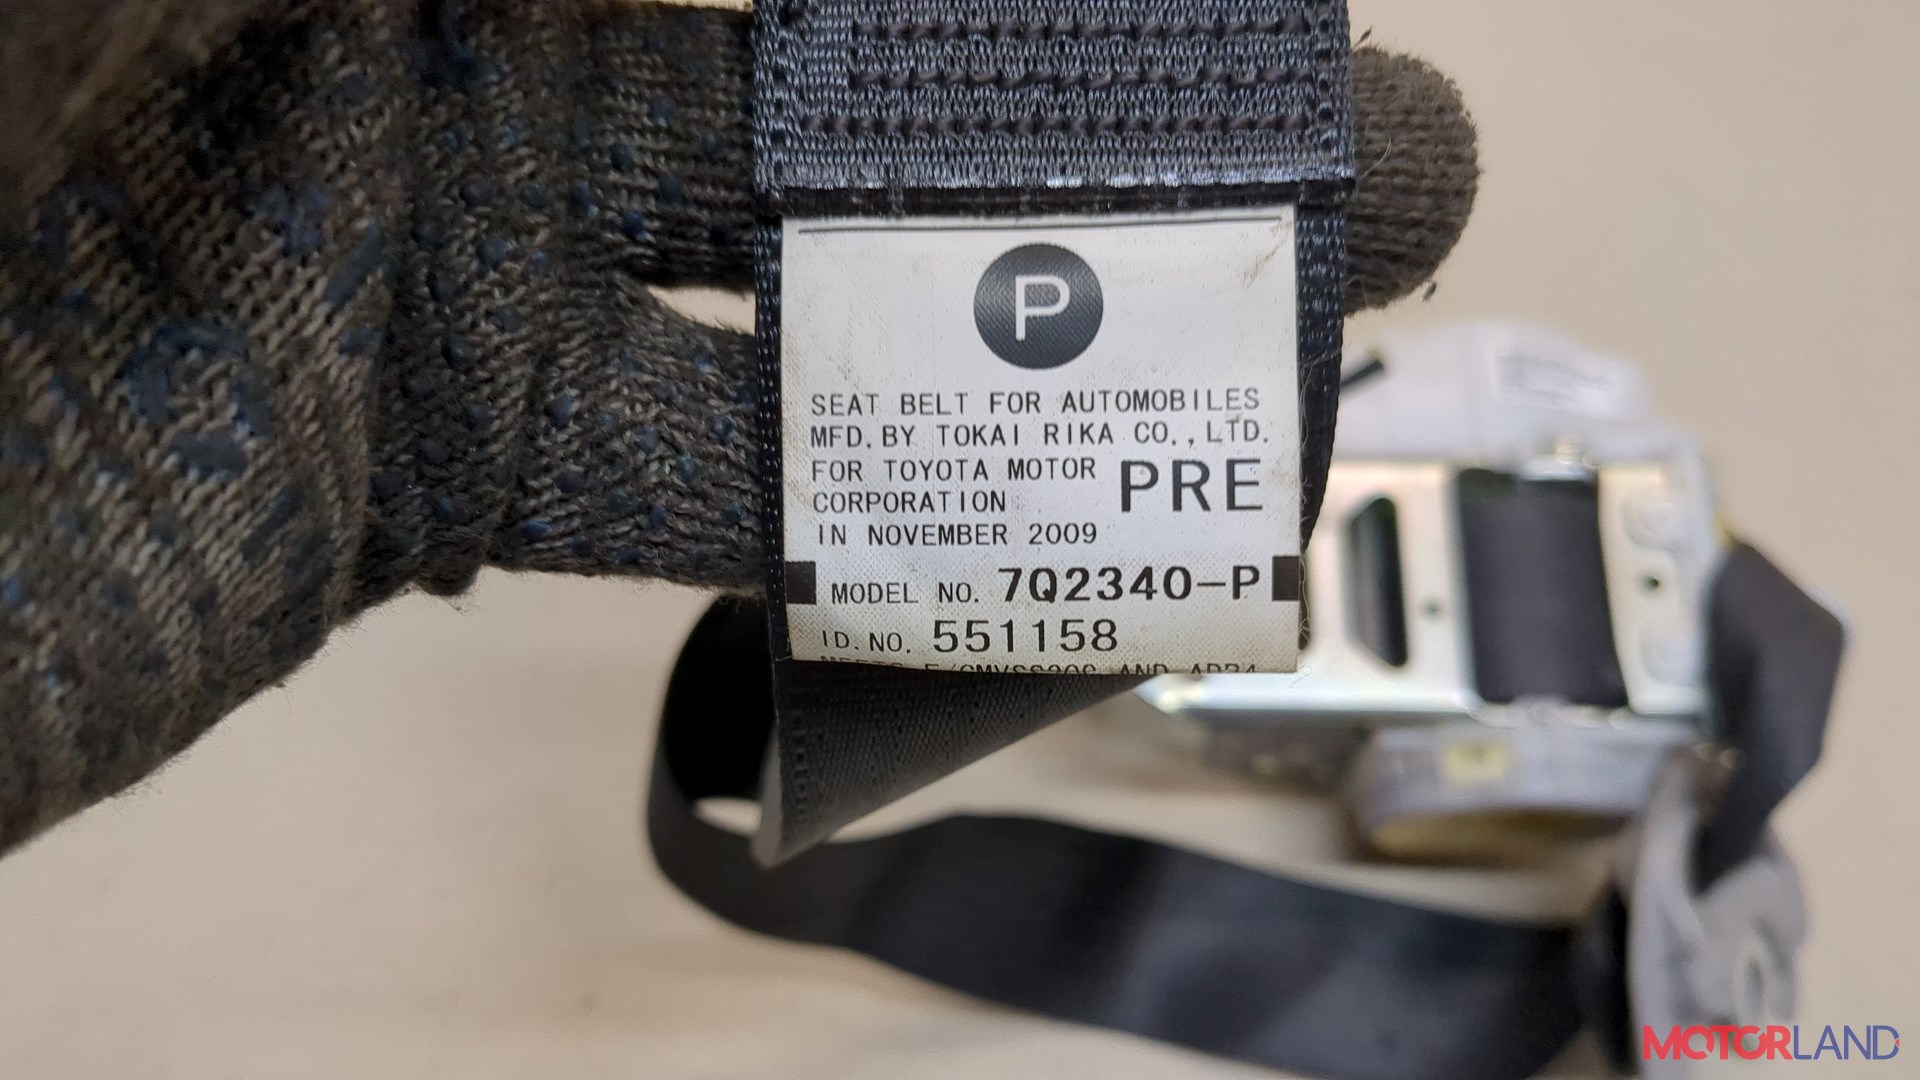 P
SEAT BELT FOR AUTOMOBILES
MFD. BY TOKAI RIKA CO., LTD.
FOR TOYOTA MOTOR
CORPORATION
PRE
IN NOVEMBER 2009
MODEL NO. 7Q2340-P
ID. NO. 551158
AND
MOTORLAND